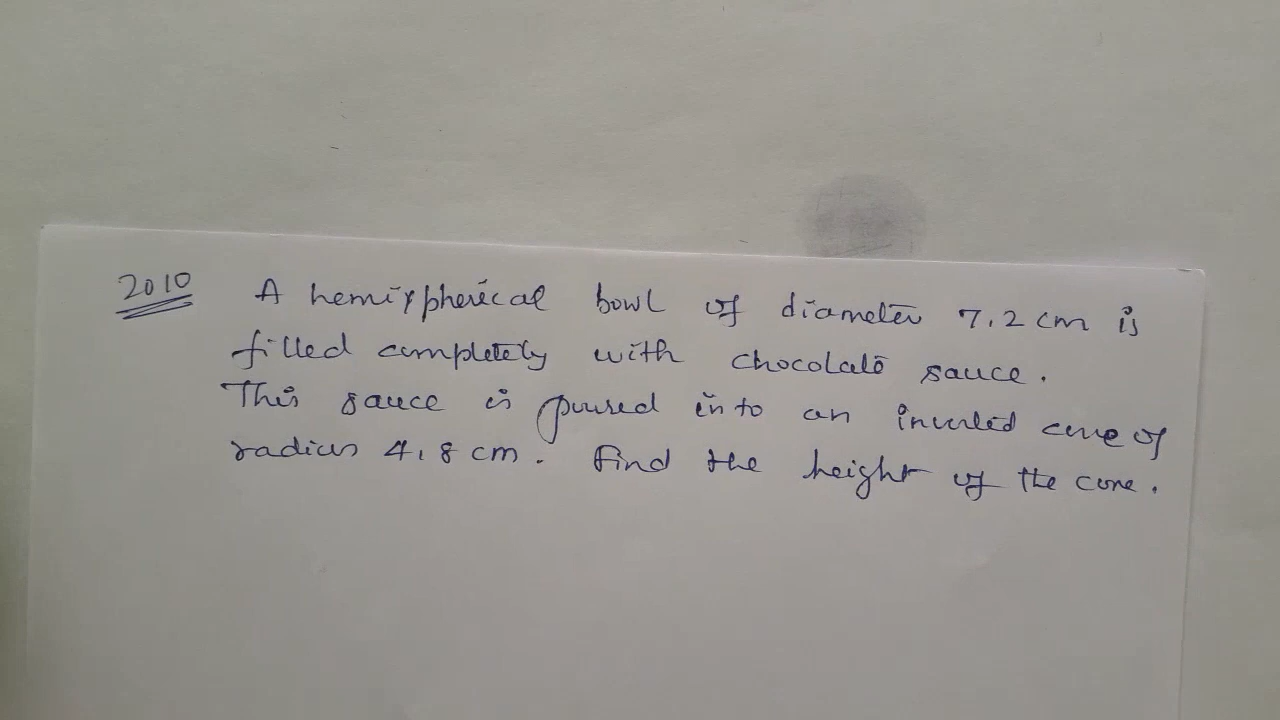 2010 A hemispherical bowl of diameter 7.2 cm is
filled completely with chocolate sauce.
This sauce is poured into an inverted cone of
radius 4.8 cm. Find the height of the cone.